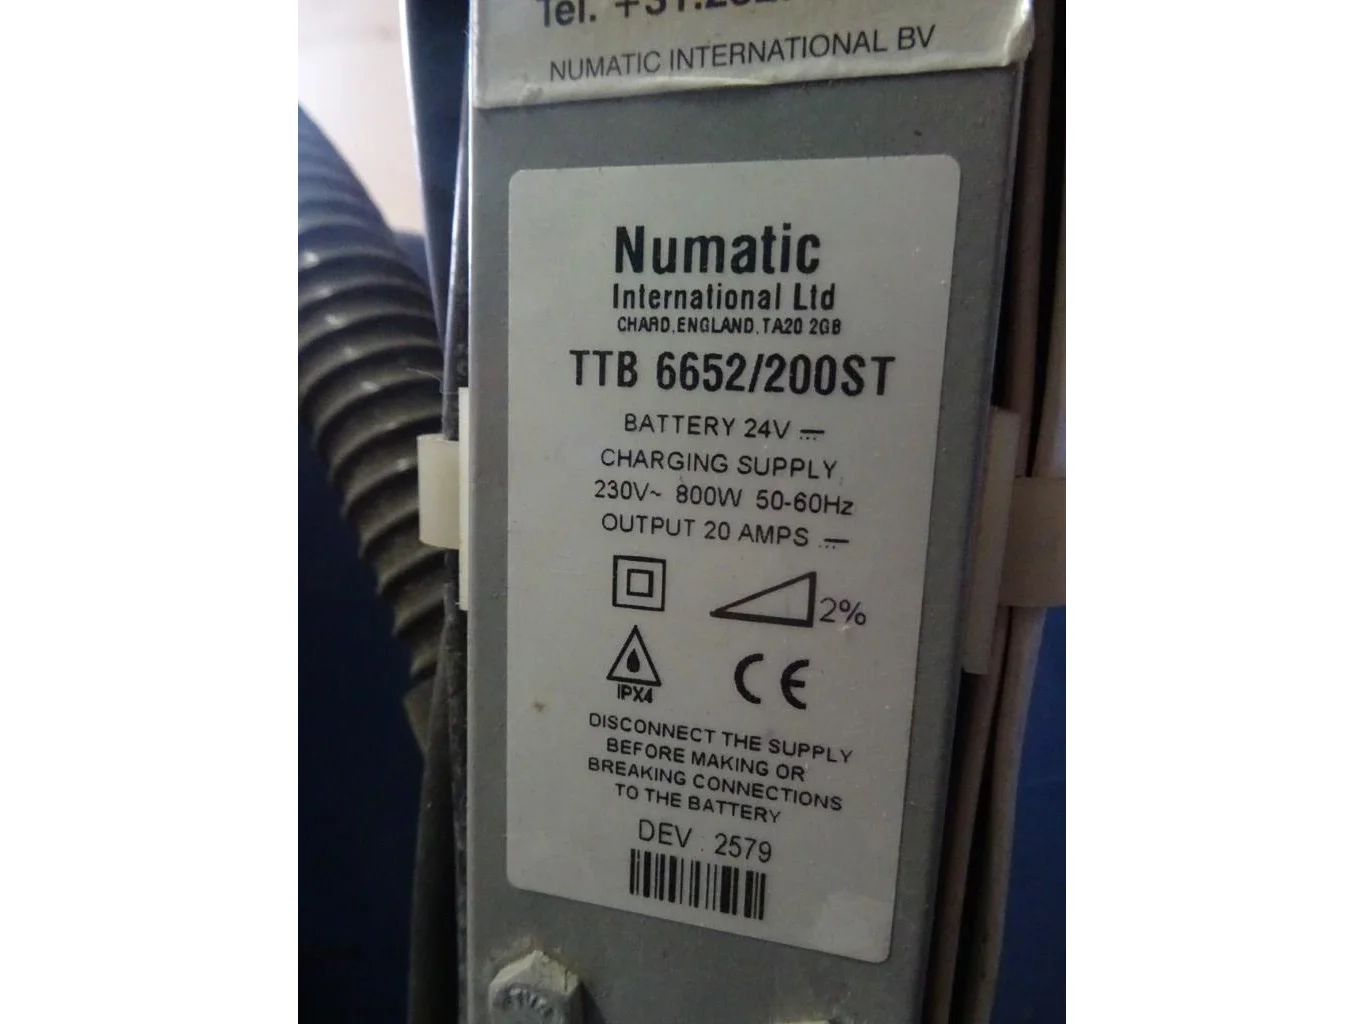 Tel.
NUMATIC INTERNATIONAL BV
Numatic
International Ltd
CHARD, ENGLAND, TA20 2GB
TTB 6652/200ST
BATTERY 24V ⎓
CHARGING SUPPLY
230V~ 800W 50-60Hz
OUTPUT 20 AMPS ⎓
2%
IPX4
CE
DISCONNECT THE SUPPLY
BEFORE MAKING OR
BREAKING CONNECTIONS
TO THE BATTERY
DEV 2579